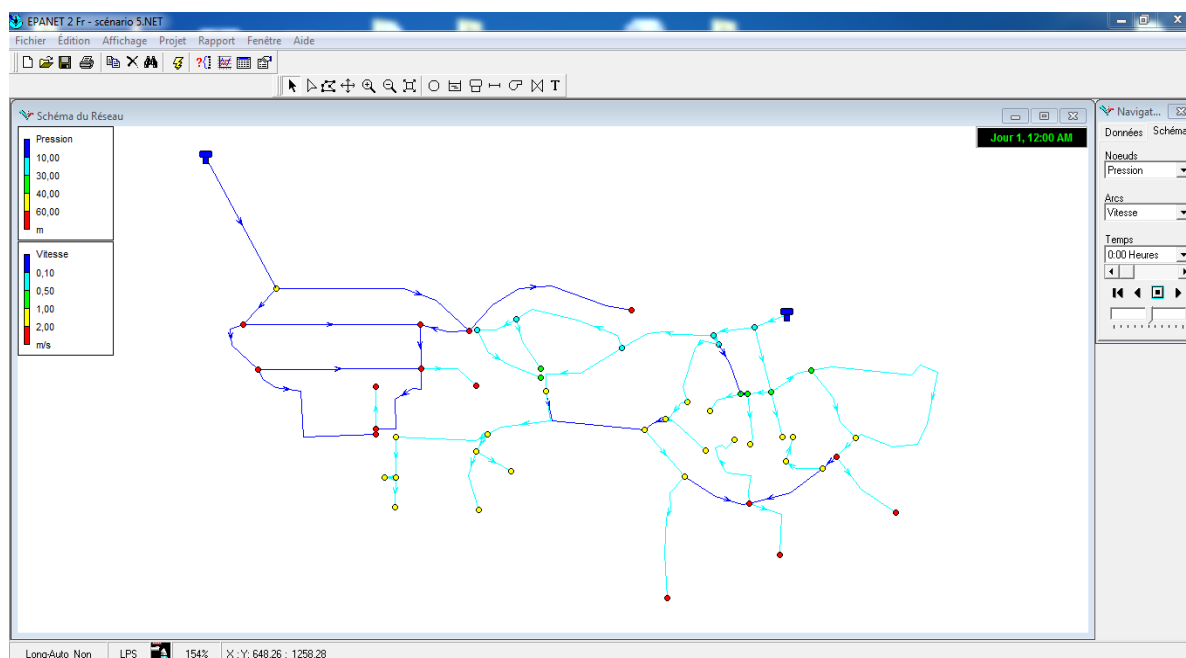 EPANET 2 Fr - scénario 5.NET
Fichier Édition Affichage Projet Rapport Fenêtre Aide
T
Schéma du Réseau
Jour 1, 12:00 AM
Pression
10,00
30,00
40,00
60,00
m
Vitesse
0,10
0,50
1,00
2,00
m/s
Navigat...
Données Schéma
Noeuds
Pression
Arcs
Vitesse
Temps
0:00 Heures
Long-Auto Non LPS 154% X : Y: 648.26 : 1258.28